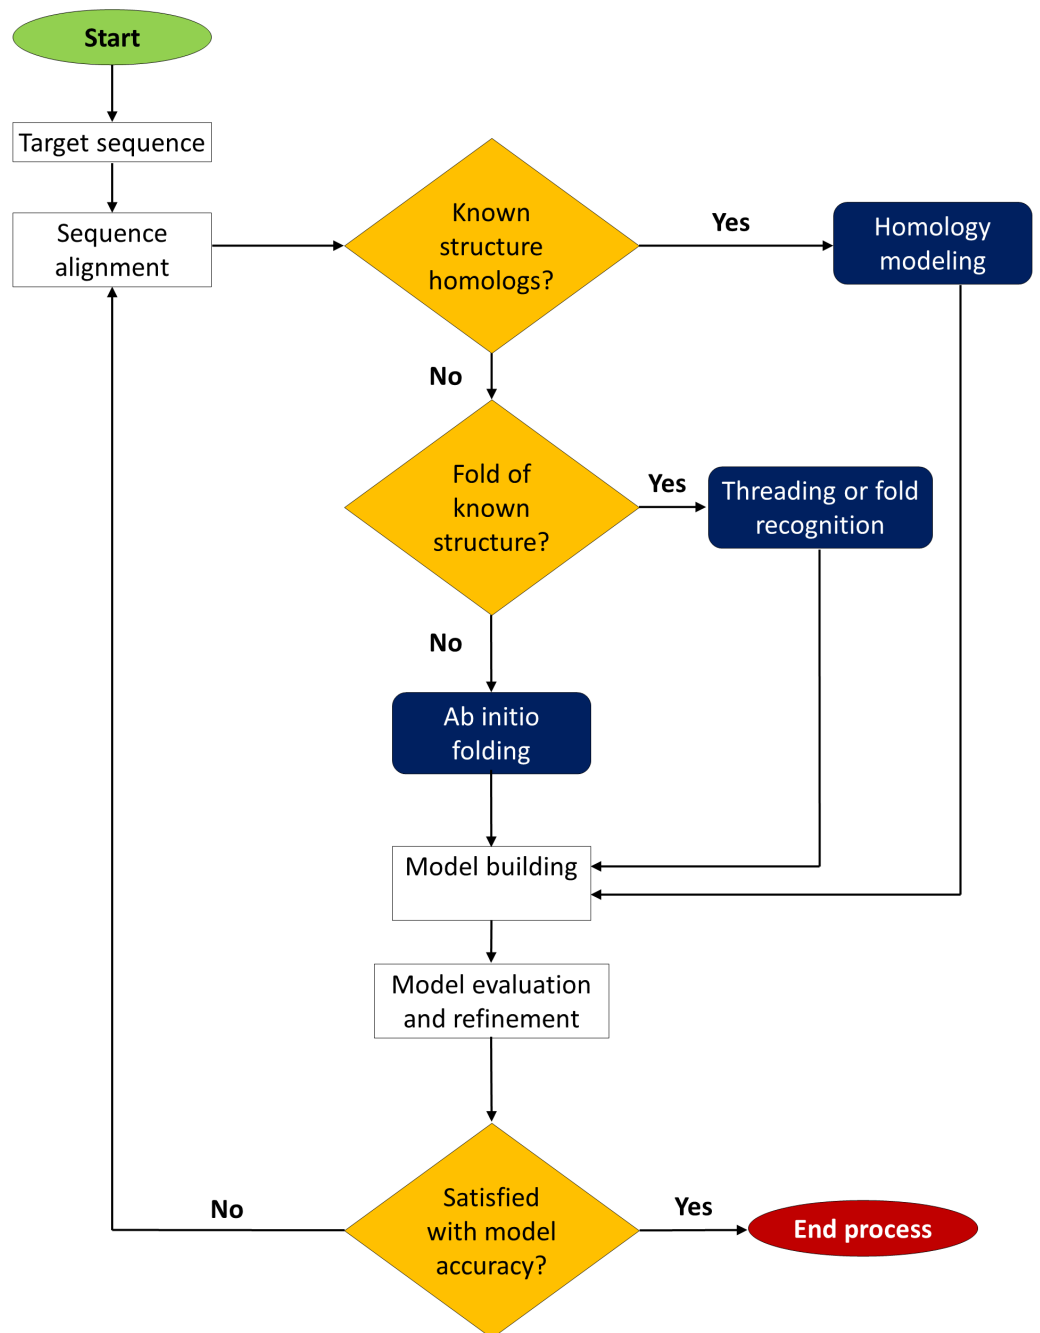 Start
Target sequence
Sequence
alignment
Known
structure
homologs?
Yes
Homology
modeling
No
Fold of
known
structure?
Yes
Threading or fold
recognition
No
Ab initio
folding
Model building
Model evaluation
and refinement
Satisfied
with model
accuracy?
No
Yes
End process